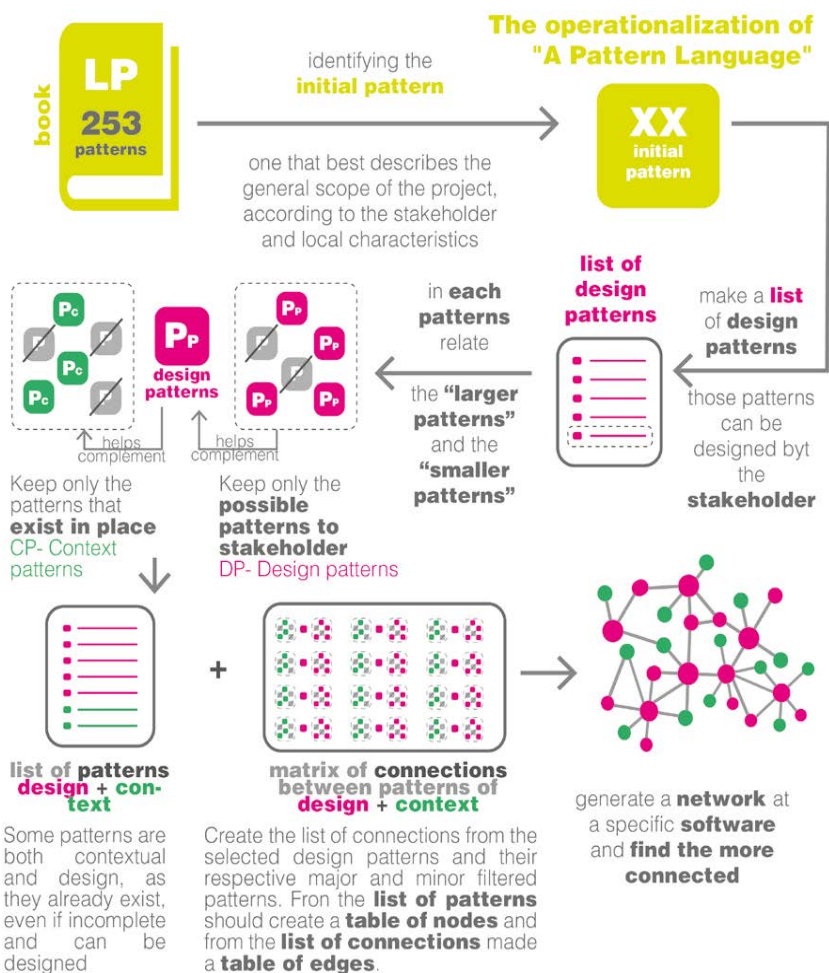 The operationalization of
"A Pattern Language"
book
LP
253
patterns
identifying the
initial pattern
one that best describes the
general scope of the project,
according to the stakeholder
and local characteristics
XX
initial
pattern
make a list
of design
patterns
those patterns
can be
designed byt
the
stakeholder
list of
design
patterns
in each
patterns
relate
the “larger
patterns”
and the
“smaller
patterns”
PP
P
PP
P
PP
PP
PP
helps
complement
Keep only the
possible
patterns to
stakeholder
DP- Design patterns
PP
design
patterns
PC
P
P
PC
PC
P
helps
complement
Keep only the
patterns that
exist in place
CP- Context
patterns
list of patterns
design + con-
text
Some patterns are
both contextual
and design, as
they already exist,
even if incomplete
and can be
designed
+
matrix of connections
between patterns of
design + context
Create the list of connections from the
selected design patterns and their
respective major and minor filtered
patterns. Fron the list of patterns
should create a table of nodes and
from the list of connections made
a table of edges.
generate a network at
a specific software
and find the more
connected